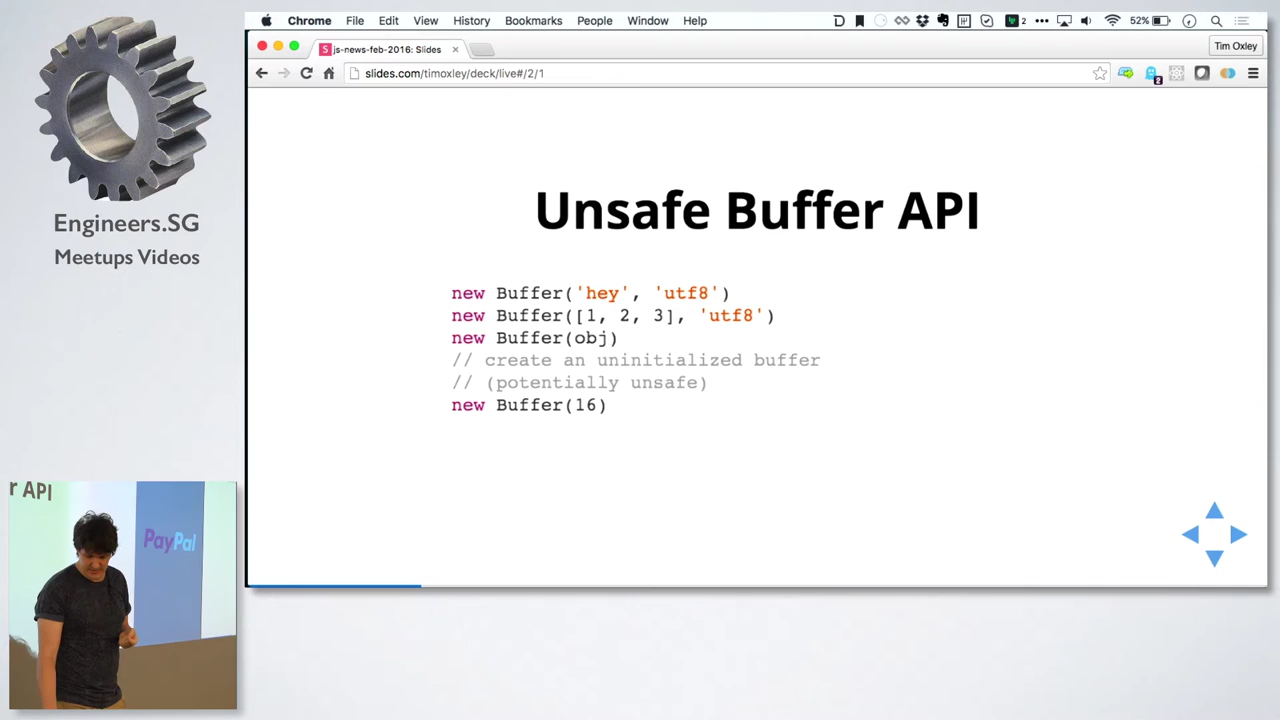 Engineers.SG
Meetups Videos
Chrome File Edit View History Bookmarks People Window Help
2
52%
js-news-feb-2016: Slides
Tim Oxley
slides.com/timoxley/deck/live#/2/1
2
Unsafe Buffer API
new Buffer('hey', 'utf8')
new Buffer([1, 2, 3], 'utf8')
new Buffer(obj)
// create an uninitialized buffer
// (potentially unsafe)
new Buffer(16)
r API
PayPal